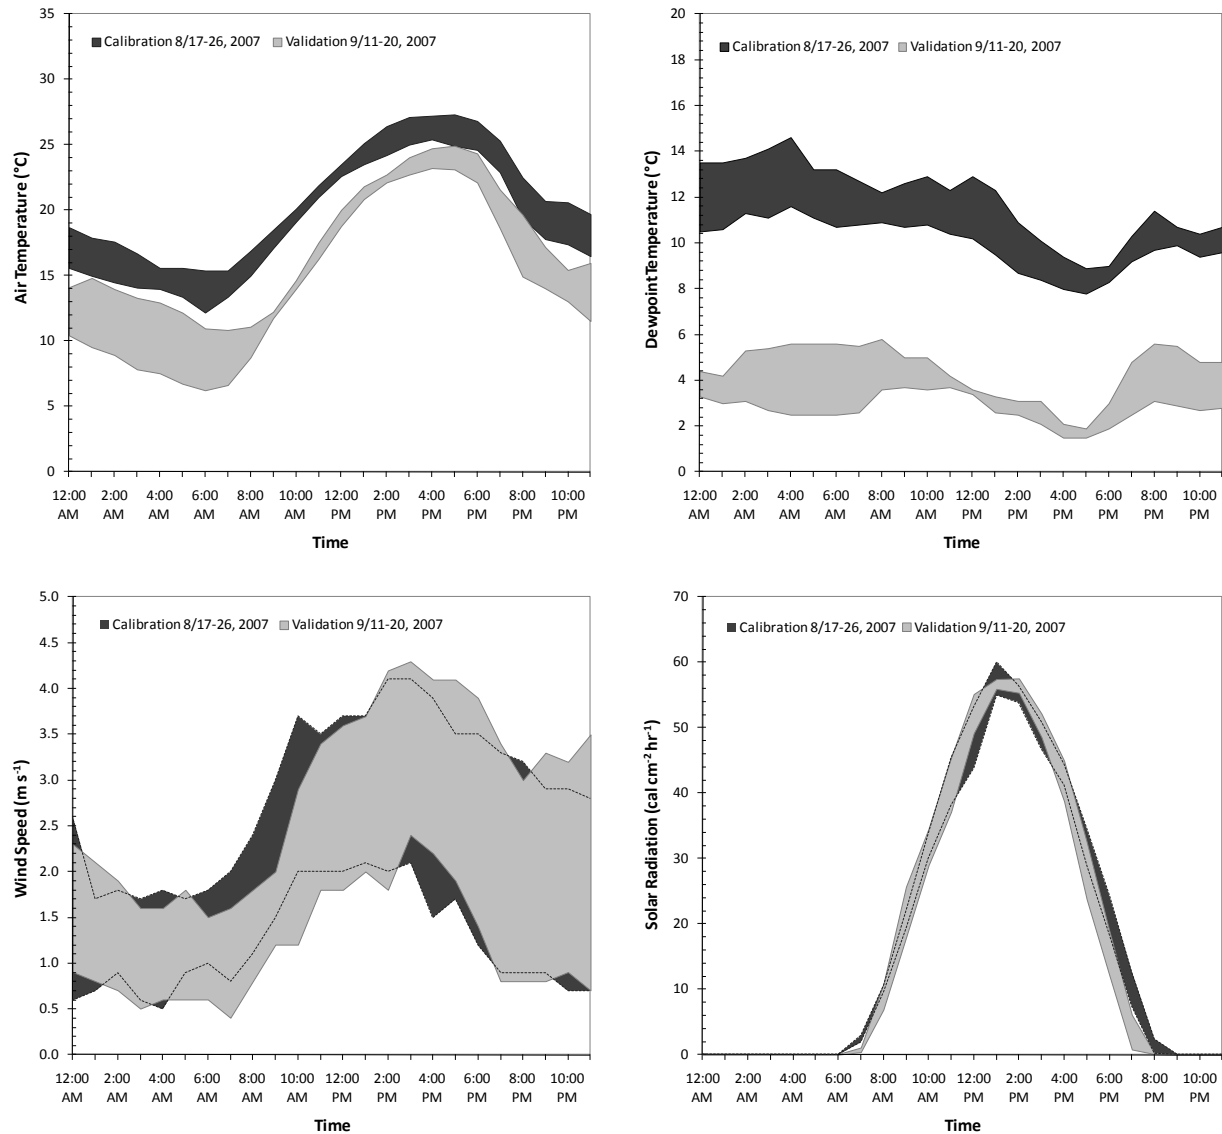 35
30
25
20
15
10
5
0
Air Temperature (°C)
Calibration 8/17-26, 2007 Validation 9/11-20, 2007
12:00 2:00 4:00 6:00 8:00 10:00 12:00 2:00 4:00 6:00 8:00 10:00
AM AM AM AM AM AM PM PM PM PM PM PM
Time
20
18
16
14
12
10
8
6
4
2
0
Dewpoint Temperature (°C)
Calibration 8/17-26, 2007 Validation 9/11-20, 2007
12:00 2:00 4:00 6:00 8:00 10:00 12:00 2:00 4:00 6:00 8:00 10:00
AM AM AM AM AM AM PM PM PM PM PM PM
Time
5.0
4.5
4.0
3.5
3.0
2.5
2.0
1.5
1.0
0.5
0.0
Wind Speed (m s⁻¹)
Calibration 8/17-26, 2007 Validation 9/11-20, 2007
12:00 2:00 4:00 6:00 8:00 10:00 12:00 2:00 4:00 6:00 8:00 10:00
AM AM AM AM AM AM PM PM PM PM PM PM
Time
70
60
50
40
30
20
10
0
Solar Radiation (cal cm⁻² hr⁻¹)
Calibration 8/17-26, 2007 Validation 9/11-20, 2007
12:00 2:00 4:00 6:00 8:00 10:00 12:00 2:00 4:00 6:00 8:00 10:00
AM AM AM AM AM AM PM PM PM PM PM PM
Time